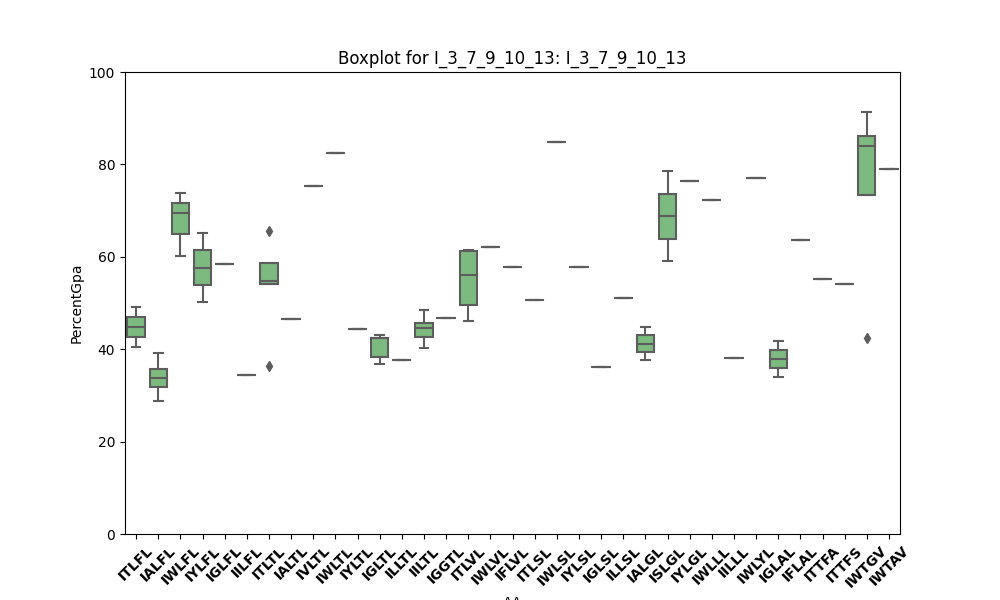 Boxplot for I_3_7_9_10_13: I_3_7_9_10_13
PercentGpa
100
80
60
40
20
0
ITLFL IALFL IWLFL IYLFL IGLFL IILFL ITLTL IALTL IVLTL IWLTL IYLTL IGLTL ILLTL IILTL IGGTL ITLVL IWLVL IFLVL ITLSL IWLSL IYLSL IGLSL ILLSL IALGL ISLGL IYLGL IWLLL IILLL IWLYL IGLAL IFLAL ITTFA ITTFS IWTGV IWTAV